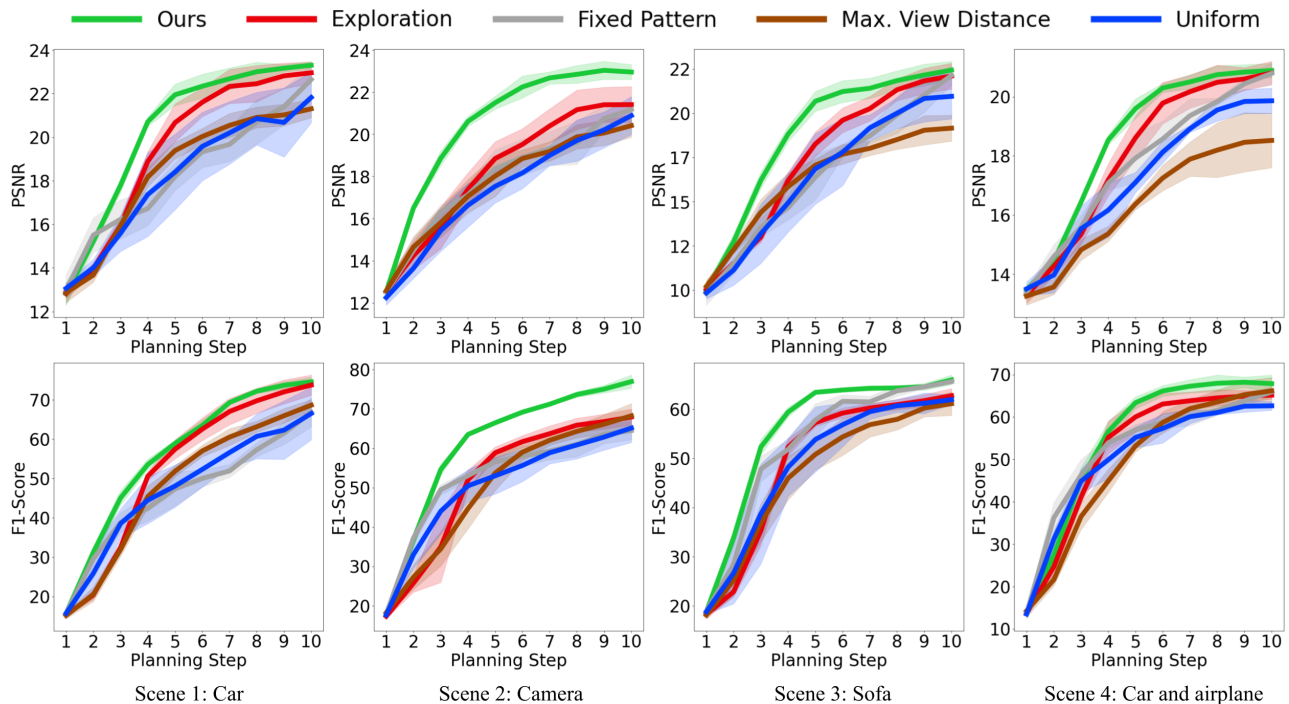 Ours Exploration Fixed Pattern Max. View Distance Uniform
24
22
20
18
16
14
12
PSNR
1 2 3 4 5 6 7 8 9 10
Planning Step
24
22
20
18
16
14
12
PSNR
1 2 3 4 5 6 7 8 9 10
Planning Step
22
20
17
15
12
10
PSNR
1 2 3 4 5 6 7 8 9 10
Planning Step
20
18
16
14
PSNR
1 2 3 4 5 6 7 8 9 10
Planning Step
70
60
50
40
30
20
F1-Score
1 2 3 4 5 6 7 8 9 10
Planning Step
Scene 1: Car
80
70
60
50
40
30
20
F1-Score
1 2 3 4 5 6 7 8 9 10
Planning Step
Scene 2: Camera
60
50
40
30
20
F1-Score
1 2 3 4 5 6 7 8 9 10
Planning Step
Scene 3: Sofa
70
60
50
40
30
20
10
F1-Score
1 2 3 4 5 6 7 8 9 10
Planning Step
Scene 4: Car and airplane